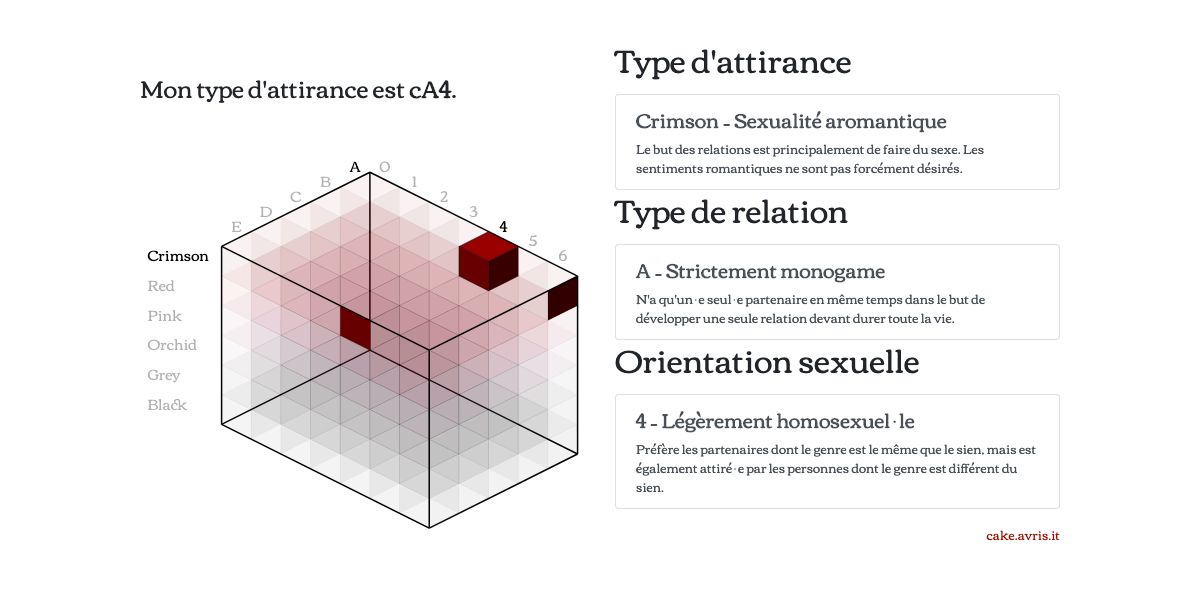 Mon type d'attirance est cA4.
A O
B 1
C 2
D 3
E 4
5
6
Crimson
Red
Pink
Orchid
Grey
Black
Type d'attirance
Crimson - Sexualité aromantique
Le but des relations est principalement de faire du sexe. Les
sentiments romantiques ne sont pas forcément désirés.
Type de relation
A - Strictement monogame
N'a qu'un·e seul·e partenaire en même temps dans le but de
développer une seule relation devant durer toute la vie.
Orientation sexuelle
4 - Légèrement homosexuel·le
Préfère les partenaires dont le genre est le même que le sien, mais est
également attiré·e par les personnes dont le genre est différent du
sien.
cake.avris.it